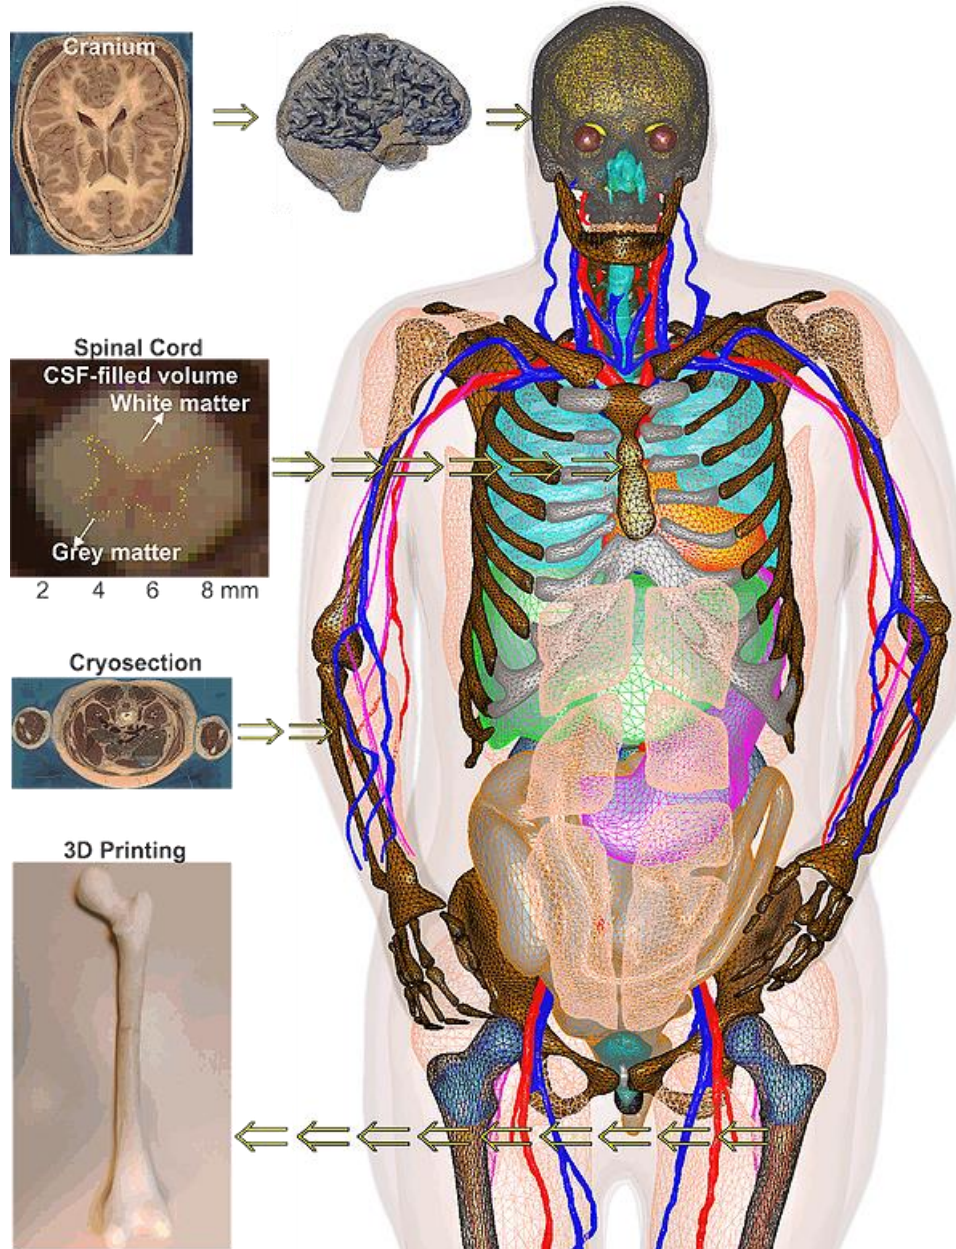 Cranium
Spinal Cord
CSF-filled volume
White matter
Grey matter
2 4 6 8 mm
Cryosection
3D Printing